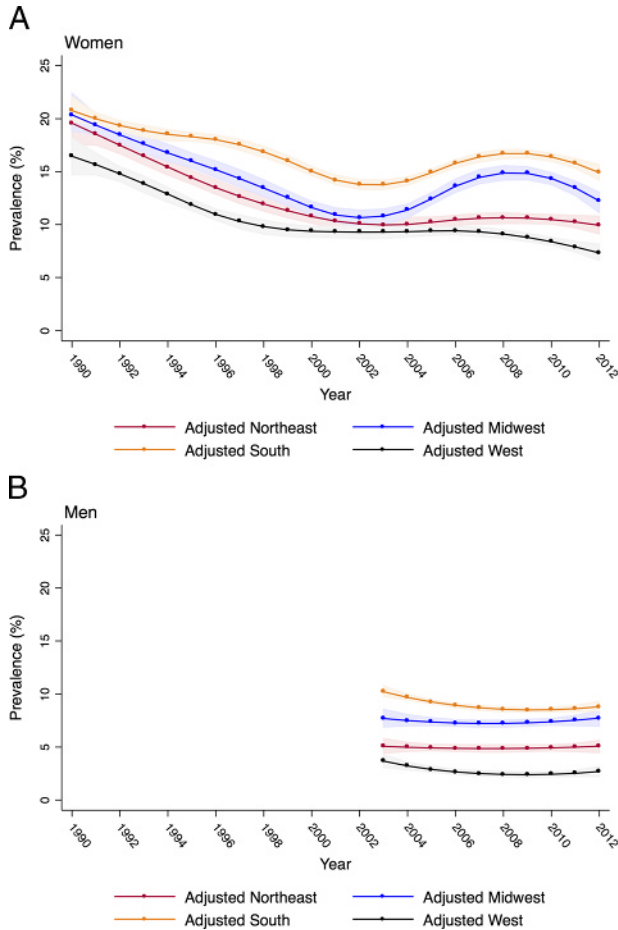 A
Women
25
20
15
10
5
0
Prevalence (%)
1990 1992 1994 1996 1998 2000 2002 2004 2006 2008 2010 2012
Year
Adjusted Northeast Adjusted Midwest
Adjusted South Adjusted West
B
Men
25
20
15
10
5
0
Prevalence (%)
1990 1992 1994 1996 1998 2000 2002 2004 2006 2008 2010 2012
Year
Adjusted Northeast Adjusted Midwest
Adjusted South Adjusted West